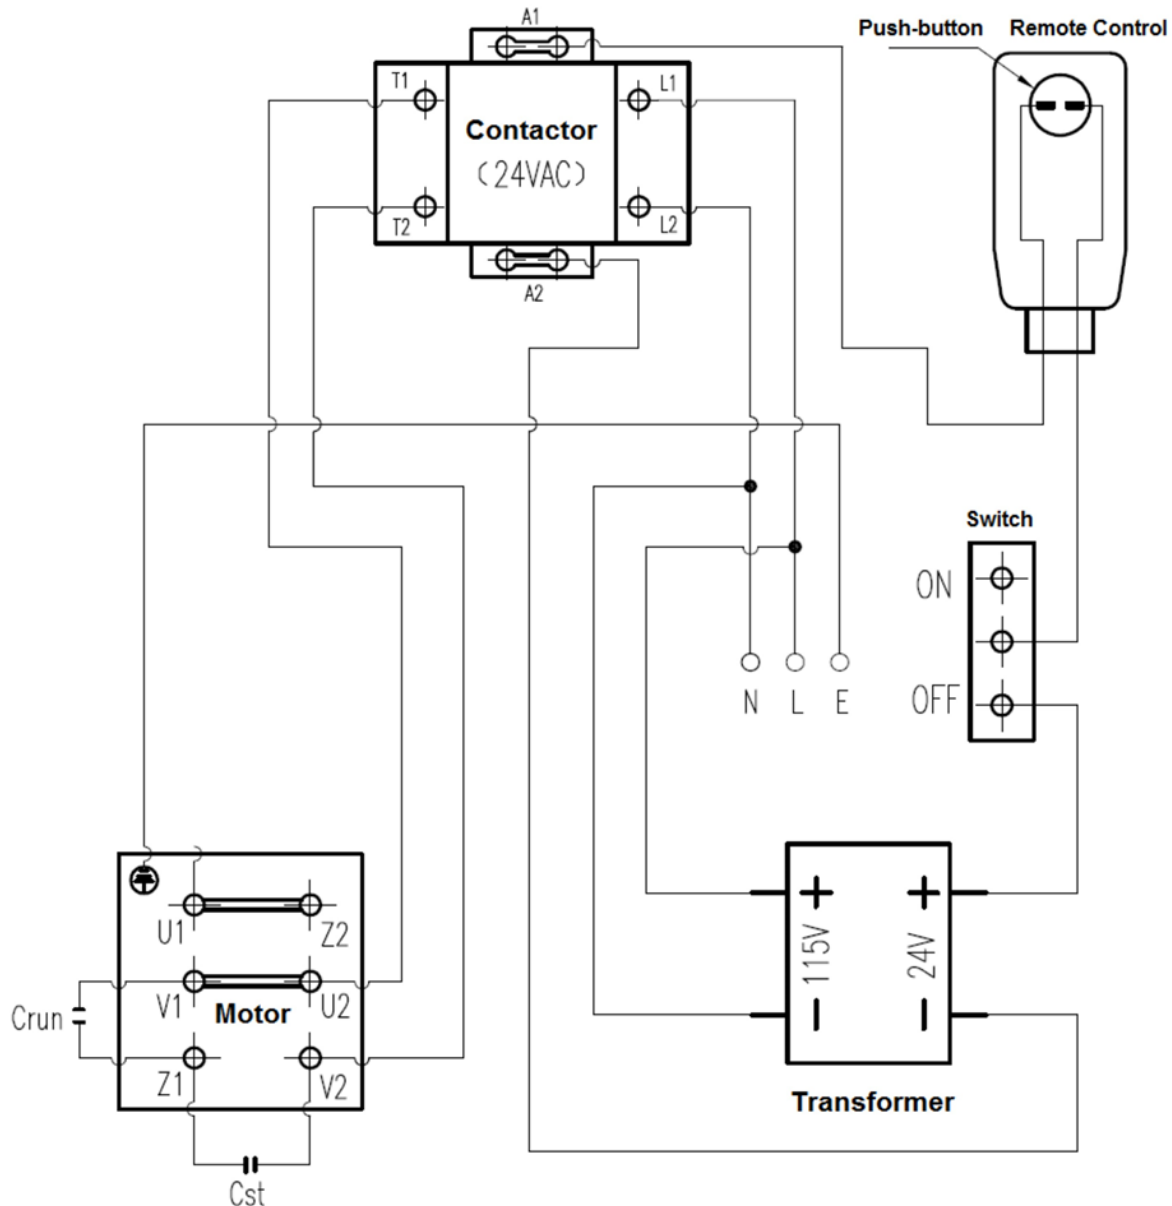 A1
Push-button Remote Control
T1
L1
Contactor
(24VAC)
T2
L2
A2
Switch
ON
OFF
N L E
U1
Z2
115V
24V
V1
Motor
U2
Crun
Z1
V2
Transformer
Cst